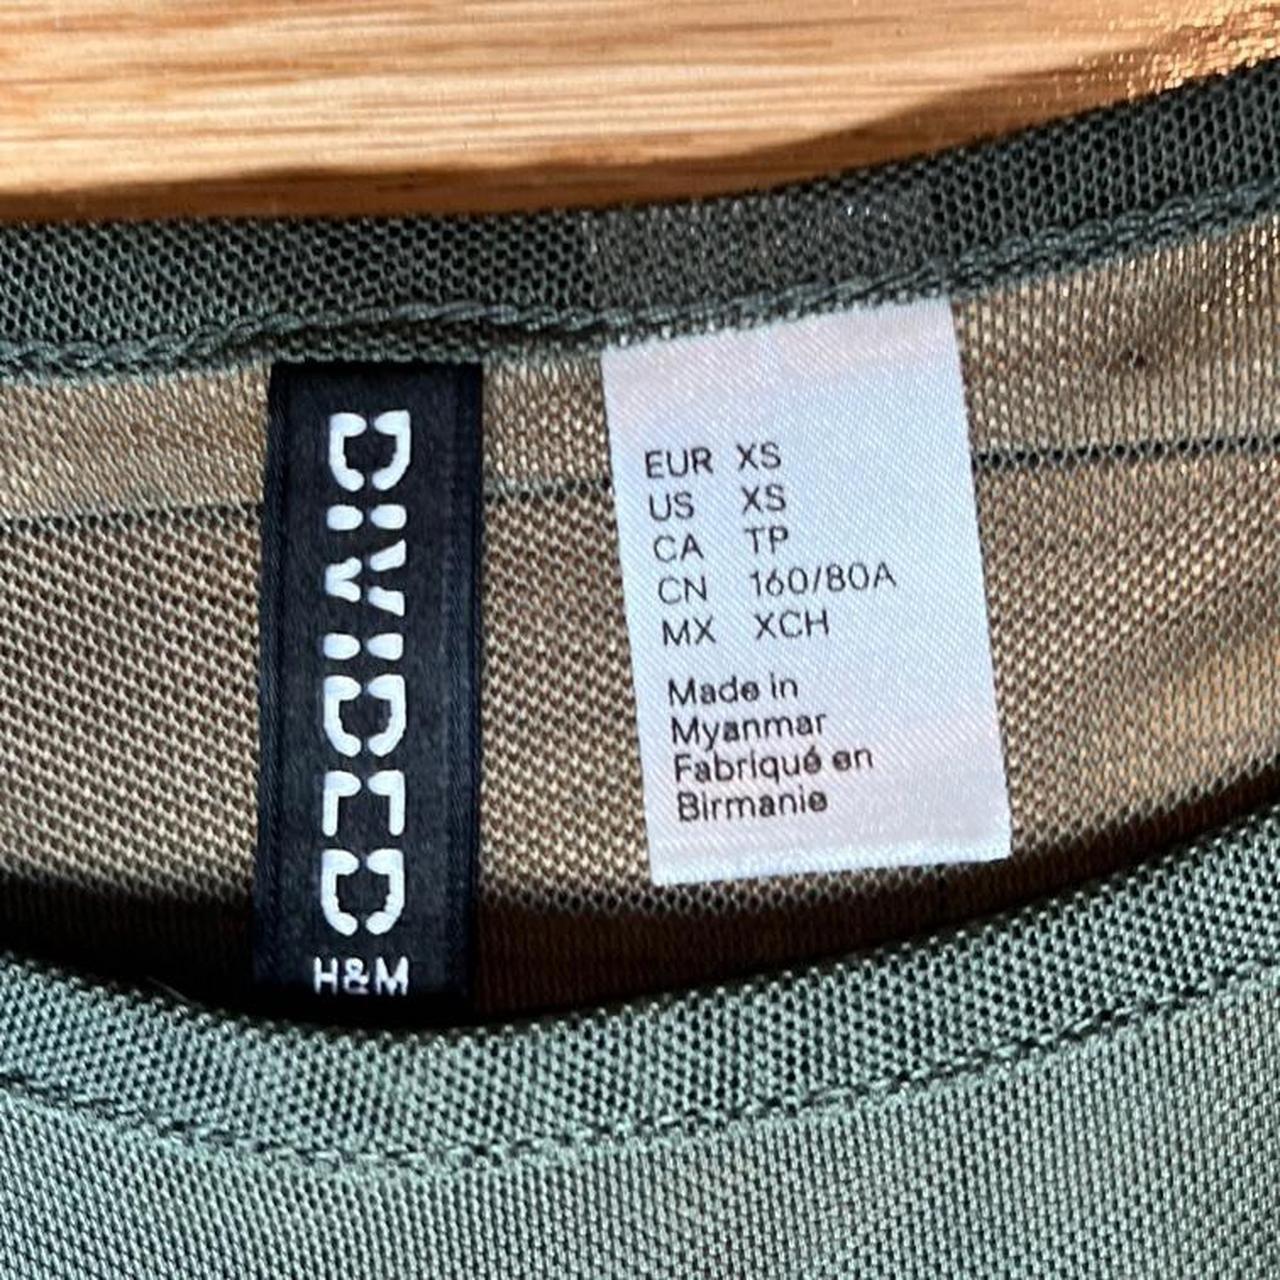 DIVIDED
H&M
EUR XS
US XS
CA TP
CN 160/80A
MX XCH
Made in
Myanmar
Fabriqué en
Birmanie